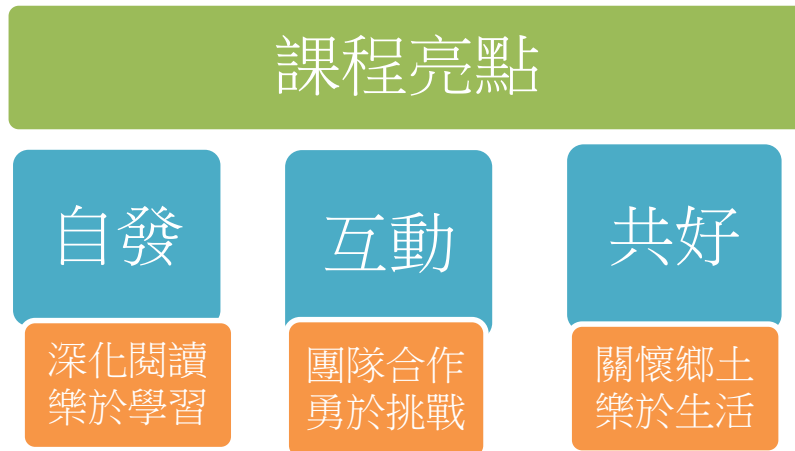 課程亮點
自發
互動
共好
深化閱讀
樂於學習
團隊合作
勇於挑戰
關懷鄉土
樂於生活